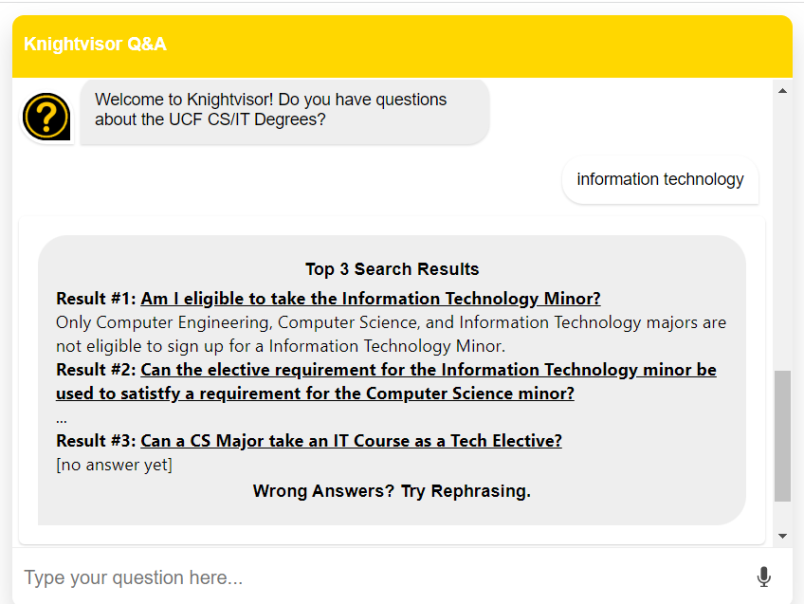 Knightvisor Q&A
?
Welcome to Knightvisor! Do you have questions
about the UCF CS/IT Degrees?
information technology
Top 3 Search Results
Result #1: Am I eligible to take the Information Technology Minor?
Only Computer Engineering, Computer Science, and Information Technology majors are
not eligible to sign up for a Information Technology Minor.
Result #2: Can the elective requirement for the Information Technology minor be
used to satistfy a requirement for the Computer Science minor?
...
Result #3: Can a CS Major take an IT Course as a Tech Elective?
[no answer yet]
Wrong Answers? Try Rephrasing.
Type your question here...